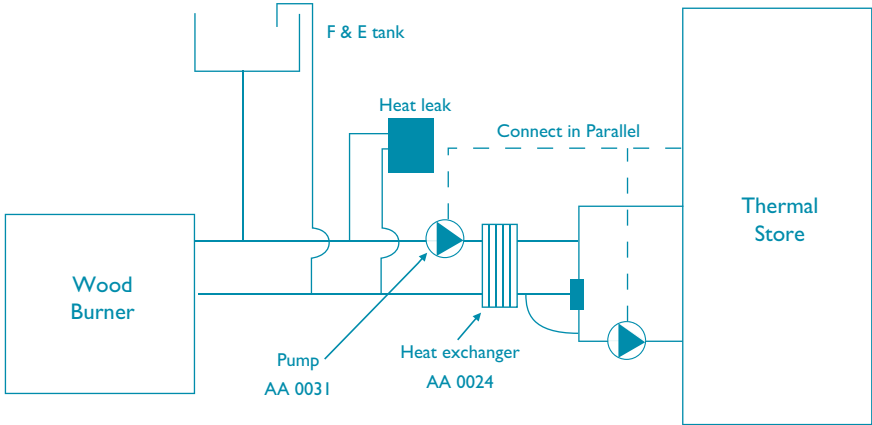 F & E tank
Heat leak
Connect in Parallel
Thermal
Store
Wood
Burner
Pump
AA 0031
Heat exchanger
AA 0024